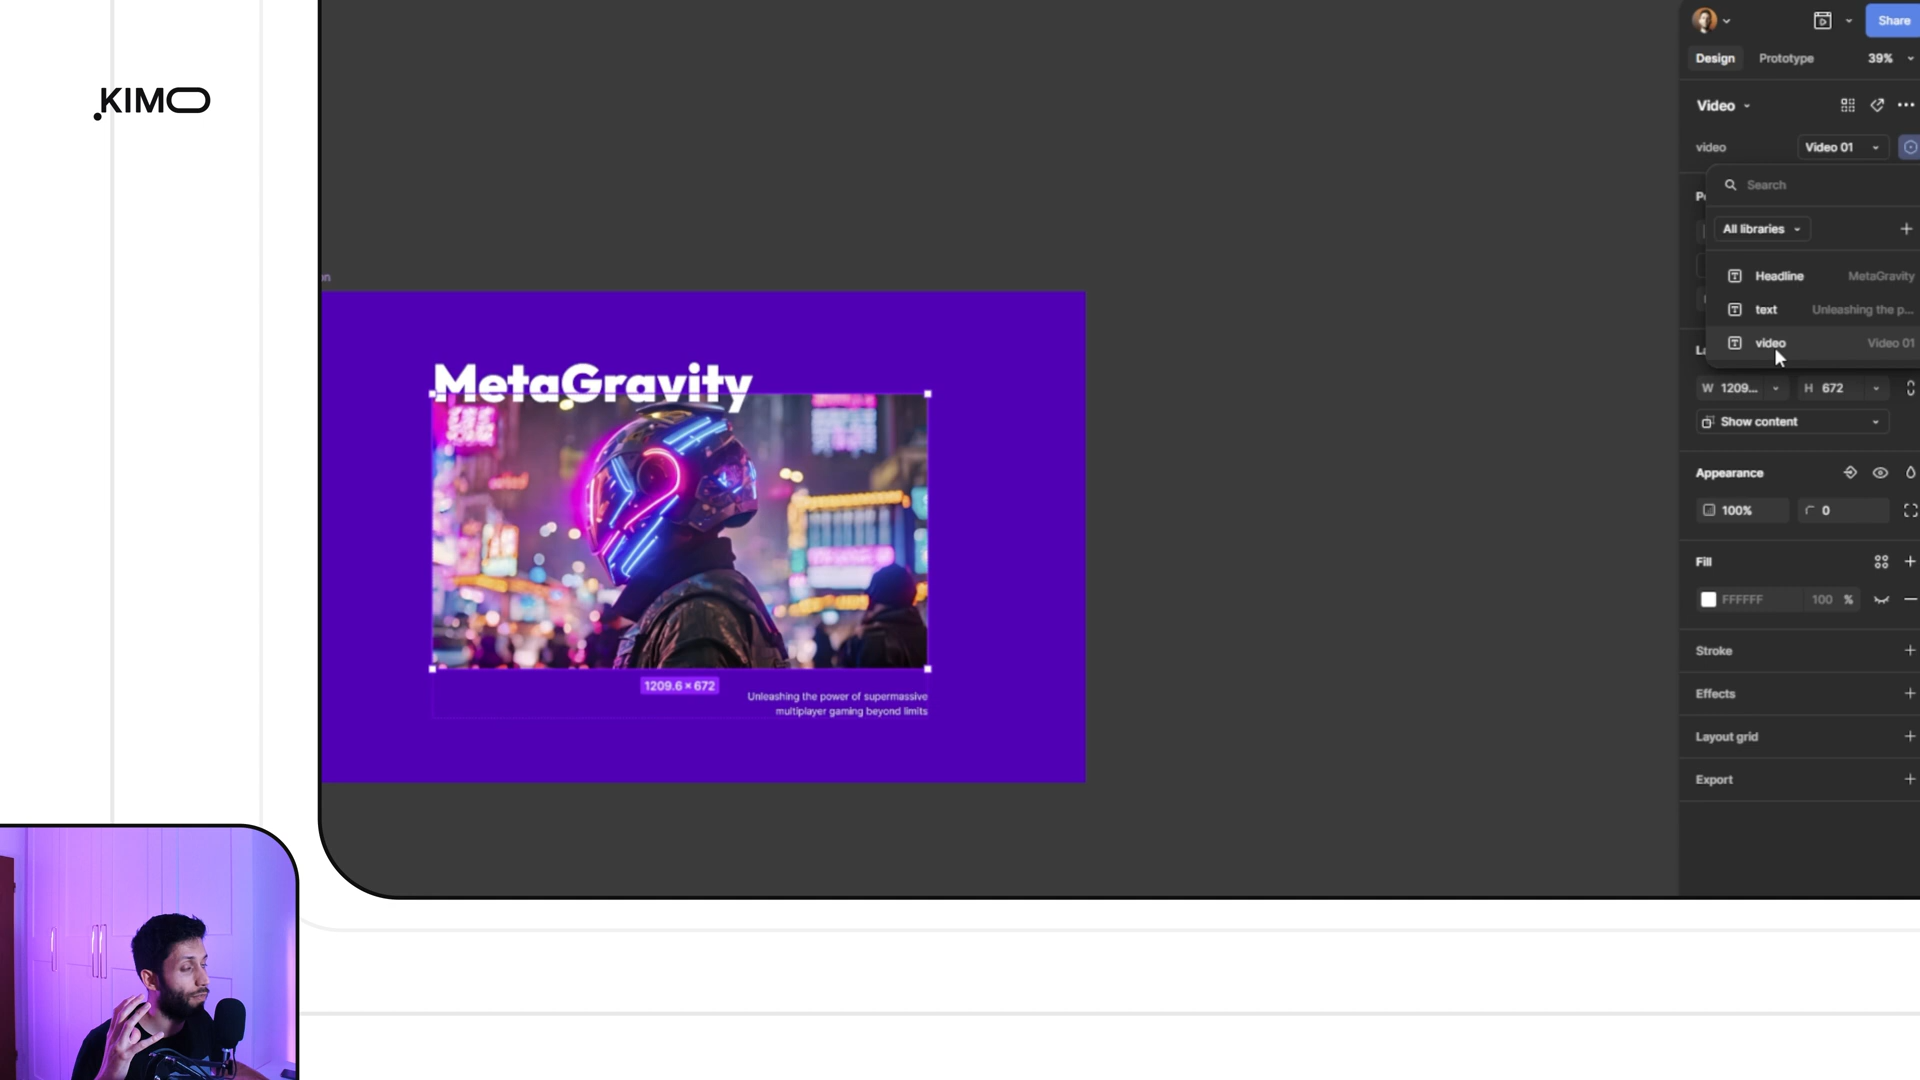 KIMO
on
MetaGravity
1209.6 × 672
Unleashing the power of supermassive
multiplayer gaming beyond limits
Share
Design Prototype 39%
Video
video Video 01
Search
All libraries
Headline MetaGravity
text Unleashing the p...
video Video 01
W 1209... H 672
Show content
Appearance
100% 0
Fill
FFFFFF 100 %
Stroke
Effects
Layout grid
Export